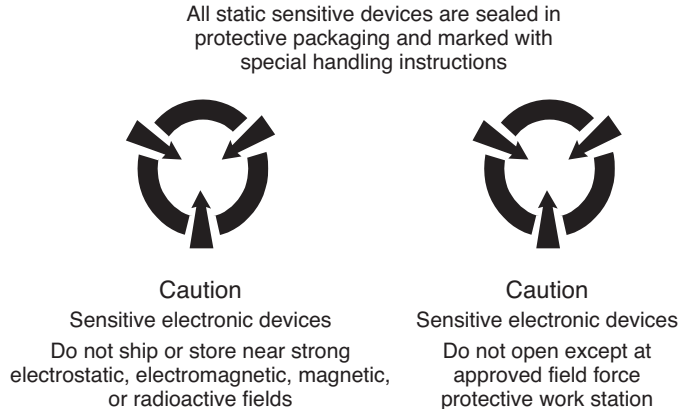 All static sensitive devices are sealed in
protective packaging and marked with
special handling instructions
Caution
Sensitive electronic devices
Do not ship or store near strong
electrostatic, electromagnetic, magnetic,
or radioactive fields
Caution
Sensitive electronic devices
Do not open except at
approved field force
protective work station